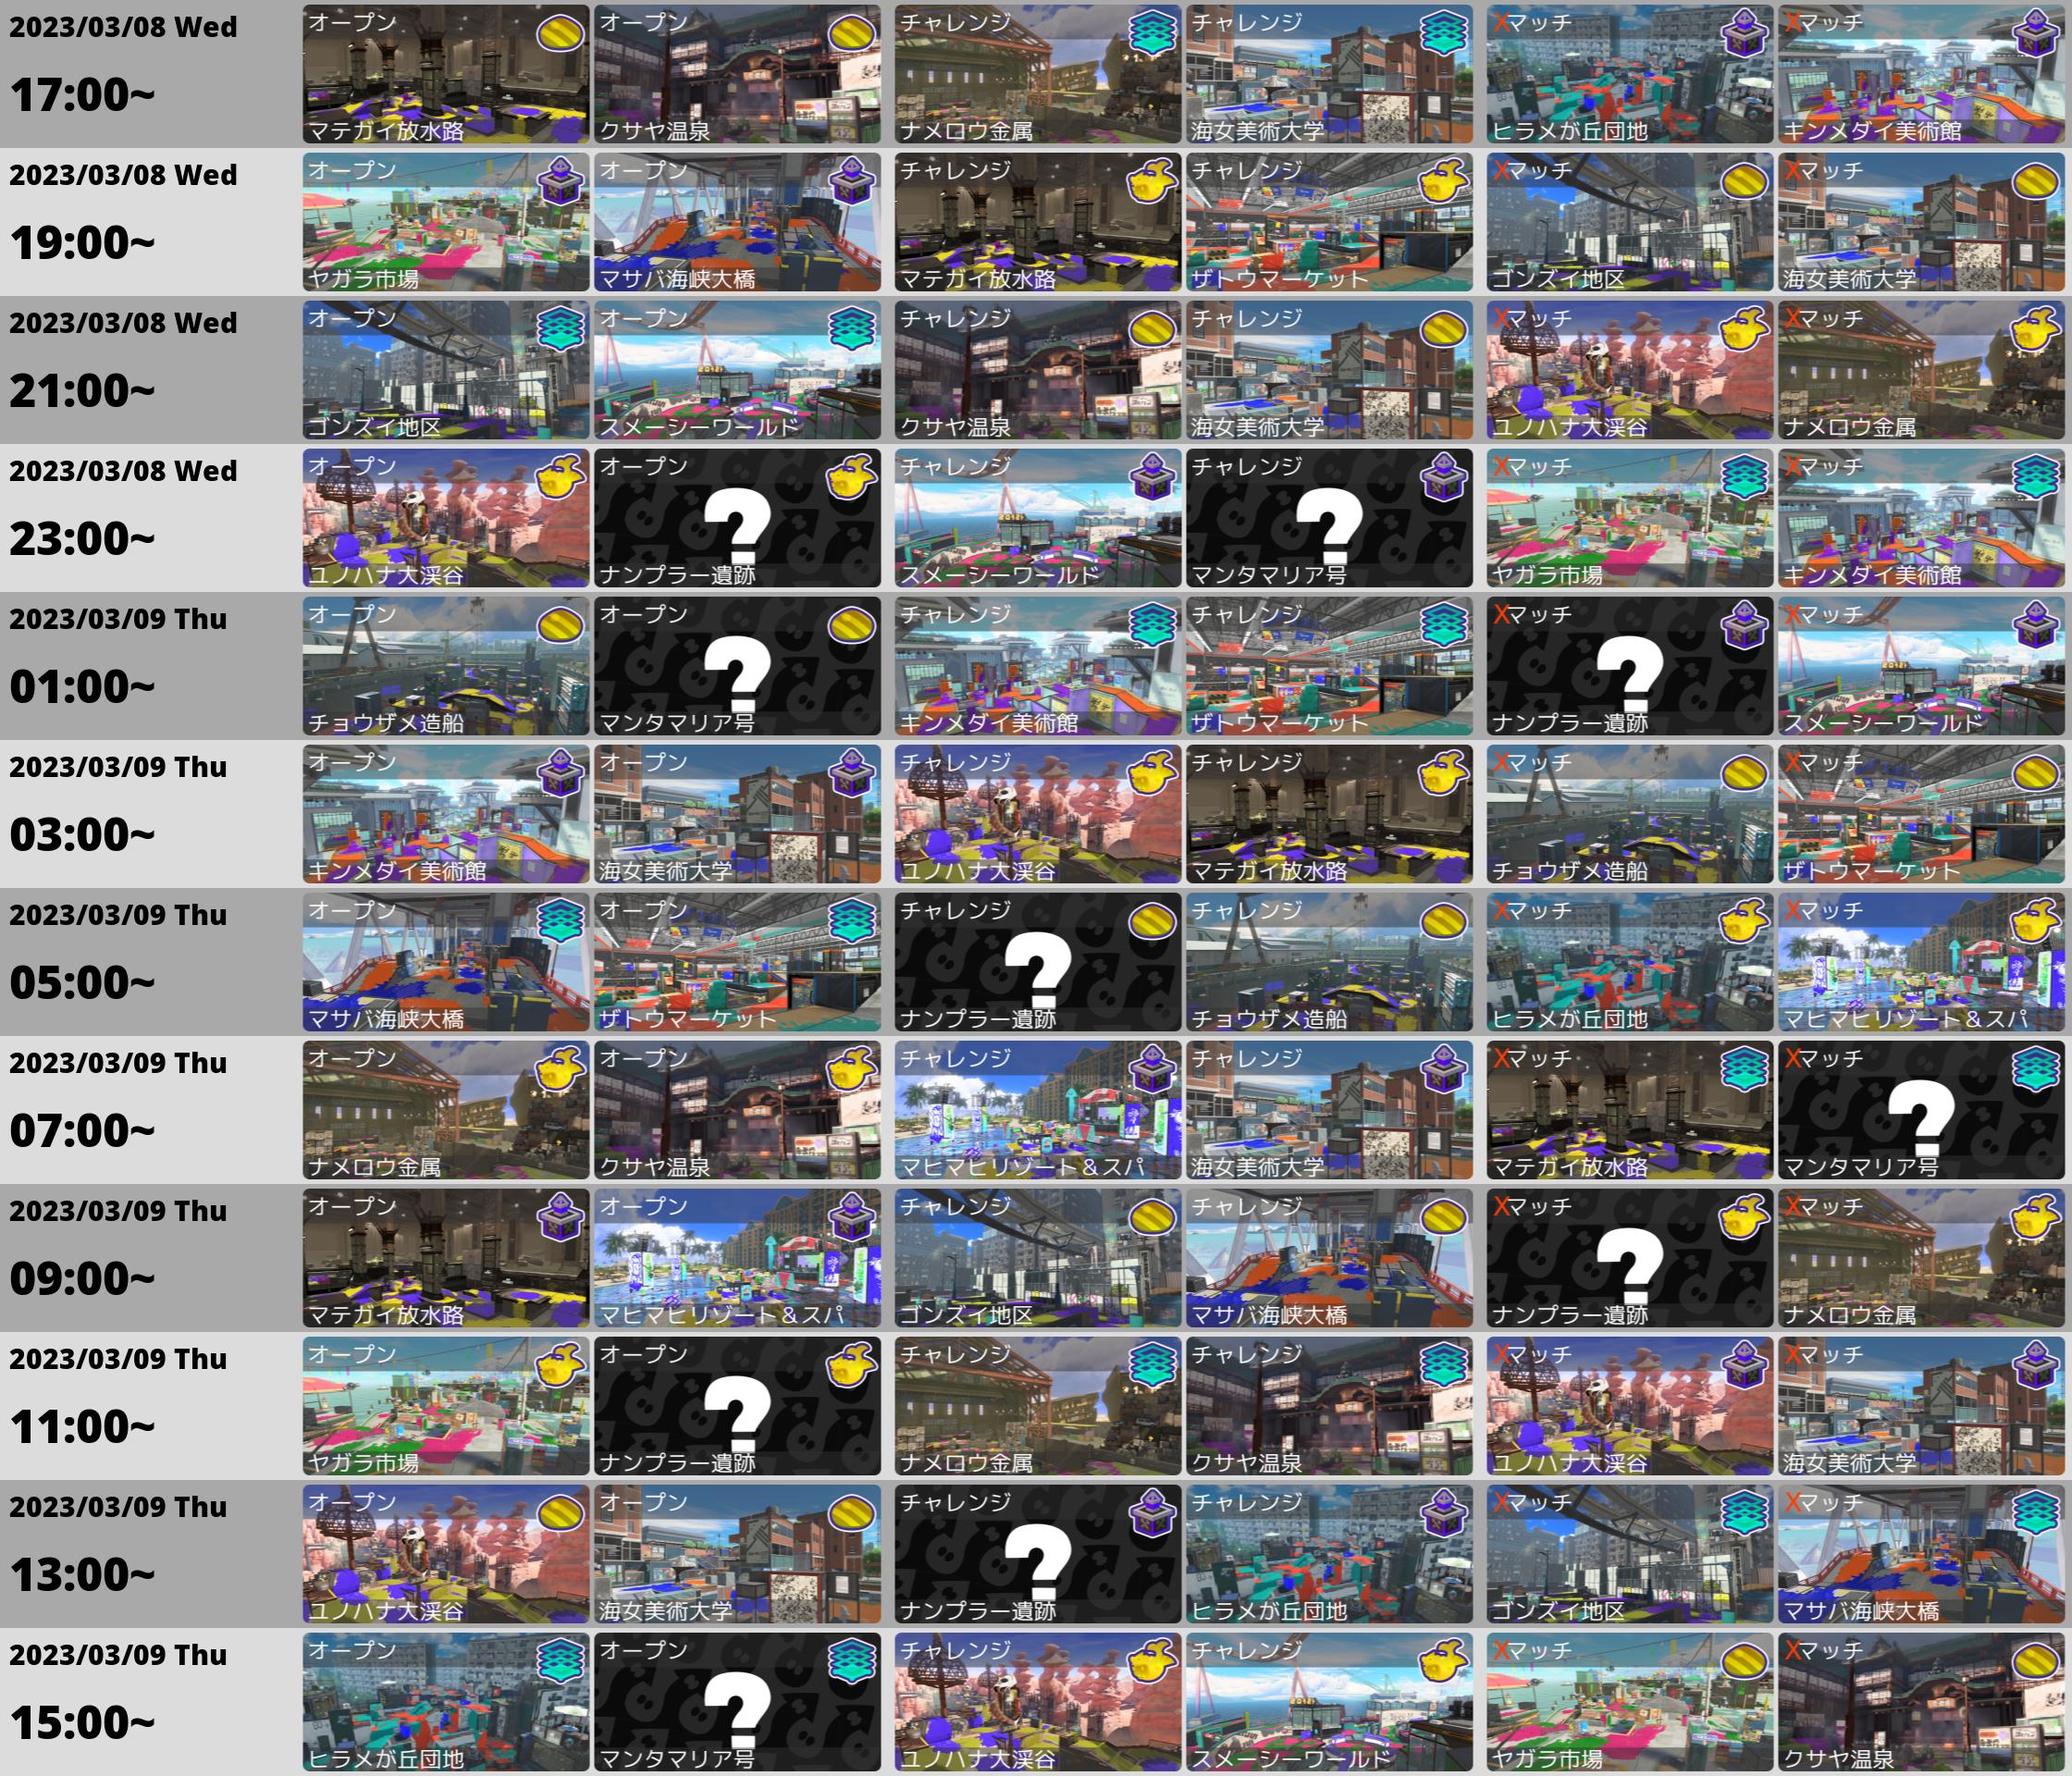 2023/03/08 Wed
17:00~
オープン
マテガイ放水路
オープン
クサヤ温泉
チャレンジ
ナメロウ金属
チャレンジ
海女美術大学
Xマッチ
ヒラメが丘団地
Xマッチ
キンメダイ美術館
2023/03/08 Wed
19:00~
オープン
ヤガラ市場
オープン
マサバ海峡大橋
チャレンジ
マテガイ放水路
チャレンジ
ザトウマーケット
Xマッチ
ゴンズイ地区
Xマッチ
海女美術大学
2023/03/08 Wed
21:00~
オープン
ゴンズイ地区
オープン
スメーシーワールド
チャレンジ
クサヤ温泉
チャレンジ
海女美術大学
Xマッチ
ユノハナ大渓谷
Xマッチ
ナメロウ金属
2023/03/08 Wed
23:00~
オープン
ユノハナ大渓谷
オープン
?
ナンプラー遺跡
チャレンジ
スメーシーワールド
チャレンジ
?
マンタマリア号
Xマッチ
ヤガラ市場
Xマッチ
キンメダイ美術館
2023/03/09 Thu
01:00~
オープン
チョウザメ造船
オープン
?
マンタマリア号
チャレンジ
キンメダイ美術館
チャレンジ
ザトウマーケット
Xマッチ
?
ナンプラー遺跡
Xマッチ
スメーシーワールド
2023/03/09 Thu
03:00~
オープン
キンメダイ美術館
オープン
海女美術大学
チャレンジ
ユノハナ大渓谷
チャレンジ
マテガイ放水路
Xマッチ
チョウザメ造船
Xマッチ
ザトウマーケット
2023/03/09 Thu
05:00~
オープン
マサバ海峡大橋
オープン
ザトウマーケット
チャレンジ
?
ナンプラー遺跡
チャレンジ
チョウザメ造船
Xマッチ
ヒラメが丘団地
Xマッチ
マヒマヒリゾート＆スパ
2023/03/09 Thu
07:00~
オープン
ナメロウ金属
オープン
クサヤ温泉
チャレンジ
マヒマヒリゾート＆スパ
チャレンジ
海女美術大学
Xマッチ
マテガイ放水路
Xマッチ
?
マンタマリア号
2023/03/09 Thu
09:00~
オープン
マテガイ放水路
オープン
マヒマヒリゾート＆スパ
チャレンジ
ゴンズイ地区
チャレンジ
マサバ海峡大橋
Xマッチ
?
ナンプラー遺跡
Xマッチ
ナメロウ金属
2023/03/09 Thu
11:00~
オープン
ヤガラ市場
オープン
?
ナンプラー遺跡
チャレンジ
ナメロウ金属
チャレンジ
クサヤ温泉
Xマッチ
ユノハナ大渓谷
Xマッチ
海女美術大学
2023/03/09 Thu
13:00~
オープン
ユノハナ大渓谷
オープン
海女美術大学
チャレンジ
?
ナンプラー遺跡
チャレンジ
ヒラメが丘団地
Xマッチ
ゴンズイ地区
Xマッチ
マサバ海峡大橋
2023/03/09 Thu
15:00~
オープン
ヒラメが丘団地
オープン
?
マンタマリア号
チャレンジ
ユノハナ大渓谷
チャレンジ
スメーシーワールド
Xマッチ
ヤガラ市場
Xマッチ
クサヤ温泉